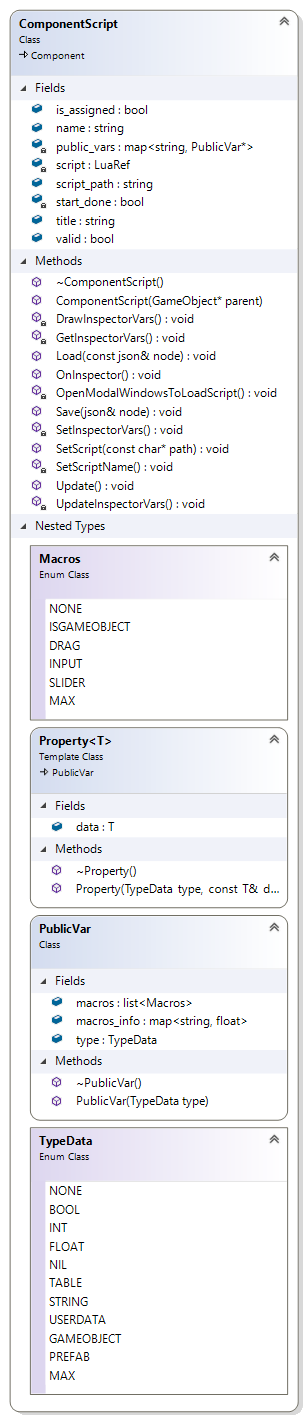 ComponentScript
Class
Component
Fields
is_assigned : bool
name : string
public_vars : map<string, PublicVar*>
script : LuaRef
script_path : string
start_done : bool
title : string
valid : bool
Methods
~ComponentScript()
ComponentScript(GameObject* parent)
DrawInspectorVars() : void
GetInspectorVars() : void
Load(const json& node) : void
OnInspector() : void
OpenModalWindowsToLoadScript() : void
Save(json& node) : void
SetInspectorVars() : void
SetScript(const char* path) : void
SetScriptName() : void
Update() : void
UpdateInspectorVars() : void
Nested Types
Macros
Enum Class
NONE
ISGAMEOBJECT
DRAG
INPUT
SLIDER
MAX
Property<T>
Template Class
PublicVar
Fields
data : T
Methods
~Property()
Property(TypeData type, const T& d...
PublicVar
Class
Fields
macros : list<Macros>
macros_info : map<string, float>
type : TypeData
Methods
~PublicVar()
PublicVar(TypeData type)
TypeData
Enum Class
NONE
BOOL
INT
FLOAT
NIL
TABLE
STRING
USERDATA
GAMEOBJECT
PREFAB
MAX